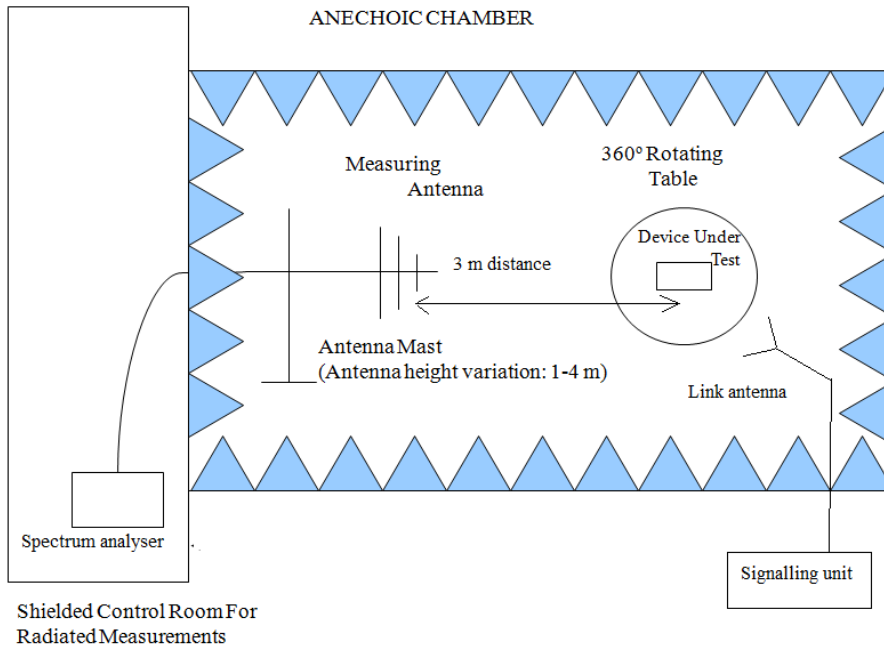 ANECHOIC CHAMBER
Measuring
Antenna
360º Rotating
Table
Device Under
Test
3 m distance
Antenna Mast
(Antenna height variation: 1-4 m)
Link antenna
Spectrum analyser
Signalling unit
Shielded Control Room For
Radiated Measurements